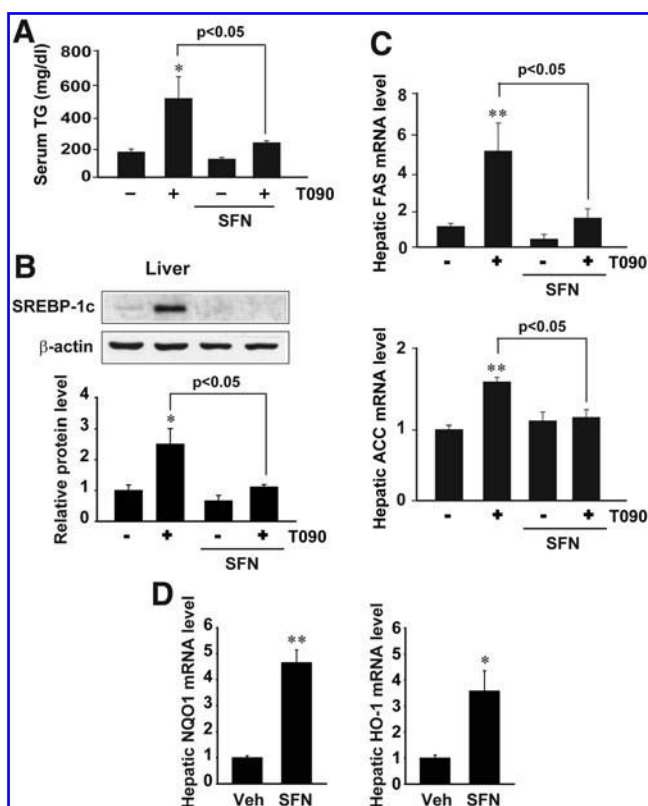 A
p<0.05
Serum TG (mg/dl)
800
600
400
200
0
*
− + − + T090
SFN
B
Liver
SREBP-1c
β-actin
p<0.05
Relative protein level
4
3
2
1
0
*
- + - + T090
SFN
C
p<0.05
Hepatic FAS mRNA level
8
6
4
2
0
**
- + - + T090
SFN
p<0.05
Hepatic ACC mRNA level
2
1
0
**
- + - + T090
SFN
D
Hepatic NQO1 mRNA level
6
5
4
3
2
1
0
**
Veh SFN
Hepatic HO-1 mRNA level
6
5
4
3
2
1
0
*
Veh SFN